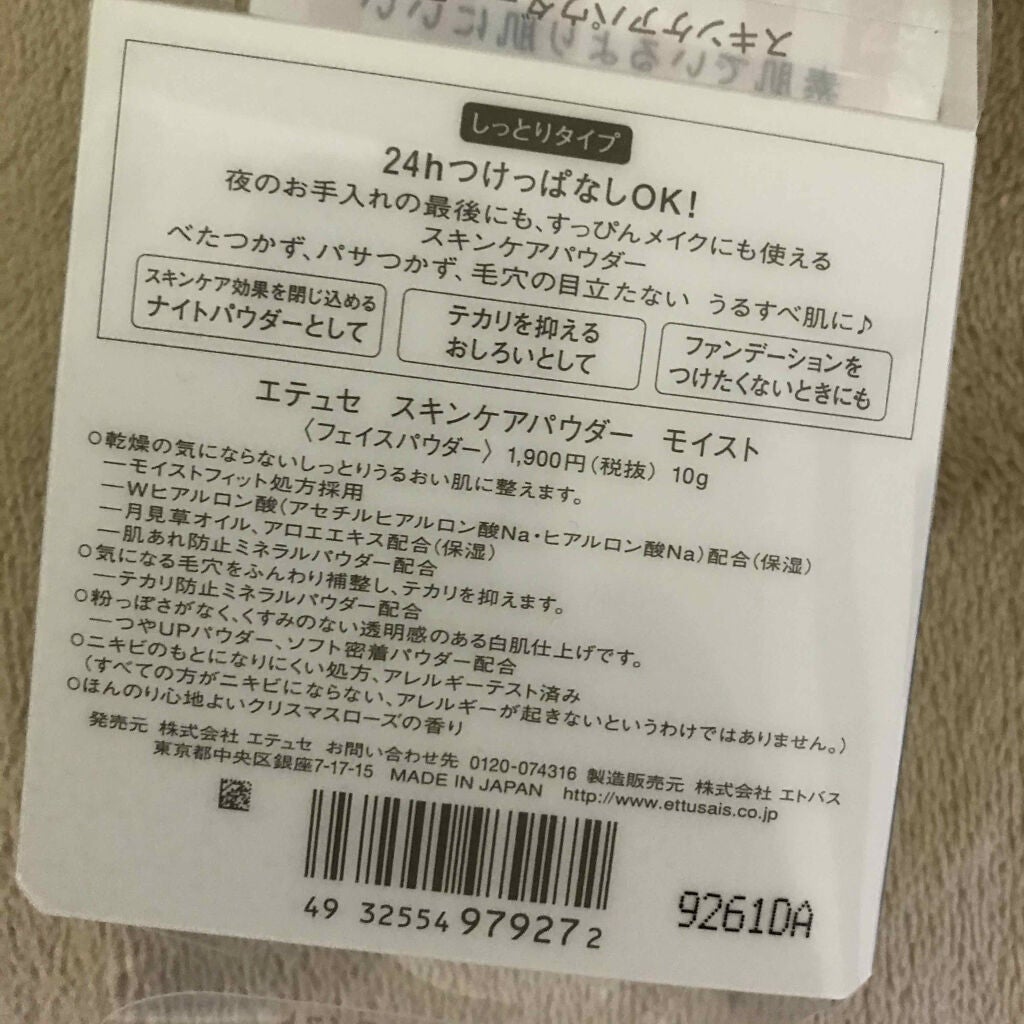 スキンケアパウダー
素肌でいるより肌にいい
しっとりタイプ
24hつけっぱなしOK!
夜のお手入れの最後にも、すっぴんメイクにも使える
スキンケアパウダー
べたつかず、パサつかず、毛穴の目立たない うるすべ肌に♪
スキンケア効果を閉じ込める
ナイトパウダーとして
テカリを抑える
おしろいとして
ファンデーションを
つけたくないときにも
エテュセ スキンケアパウダー モイスト
〈フェイスパウダー〉 1,900円(税抜) 10g
○乾燥の気にならないしっとりうるおい肌に整えます。
―モイストフィット処方採用
―Wヒアルロン酸(アセチルヒアルロン酸Na・ヒアルロン酸Na)配合(保湿)
―月見草オイル、アロエエキス配合(保湿)
―肌あれ防止ミネラルパウダー配合
○気になる毛穴をふんわり補整し、テカリを抑えます。
―テカリ防止ミネラルパウダー配合
○粉っぽさがなく、くすみのない透明感のある白肌仕上げです。
―つやUPパウダー、ソフト密着パウダー配合
○ニキビのもとになりにくい処方、アレルギーテスト済み
(すべての方がニキビにならない、アレルギーが起きないというわけではありません。)
○ほんのり心地よいクリスマスローズの香り
発売元 株式会社 エテュセ お問い合わせ先 0120-074316 製造販売元 株式会社 エトバス
東京都中央区銀座7-17-15 MADE IN JAPAN http://www.ettusais.co.jp
49 32554 97927 2
9261DA